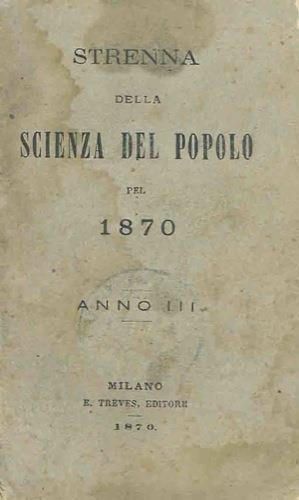 STRENNA
DELLA
SCIENZA DEL POPOLO
PEL
1870
ANNO III.
MILANO
E. TREVES, EDITORE
1870.